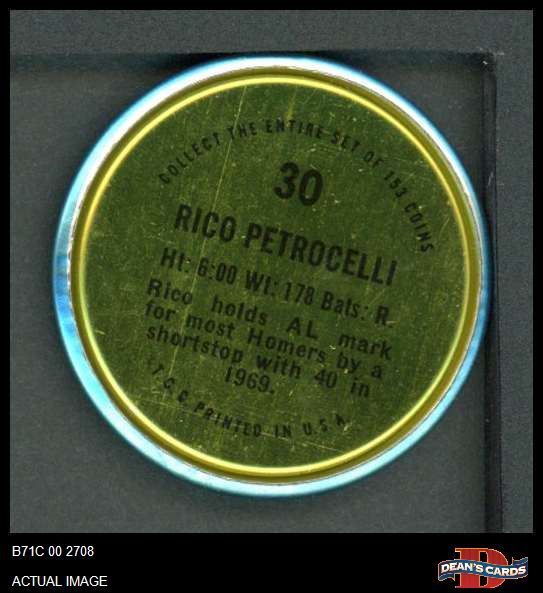 COLLECT THE ENTIRE SET OF 153 COINS
30
RICO PETROCELLI
Ht: 6:00 Wt: 178 Bats: R.
Rico holds AL mark
for most Homers by a
shortstop with 40 in
1969.
T.C.G. PRINTED IN U.S.A.
B71C 00 2708
ACTUAL IMAGE
D
DEAN'S CARDS